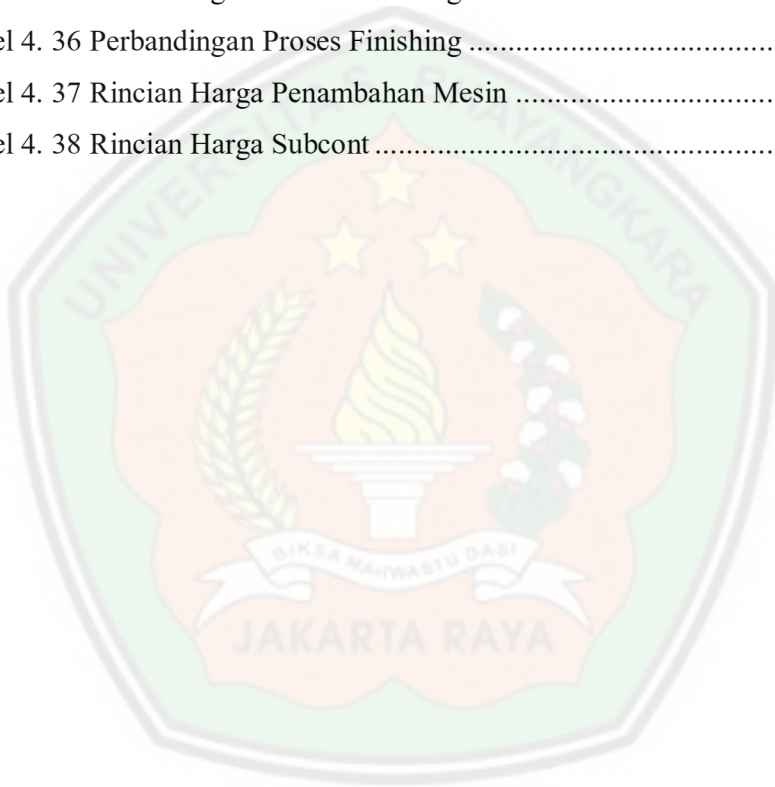 el 4. 36 Perbandingan Proses Finishing ........................................
el 4. 37 Rincian Harga Penambahan Mesin ..................................
el 4. 38 Rincian Harga Subcont ....................................................
UNIVERSITAS BHAYANGKARA
BIKSA MAHWASTU DASI
JAKARTA RAYA